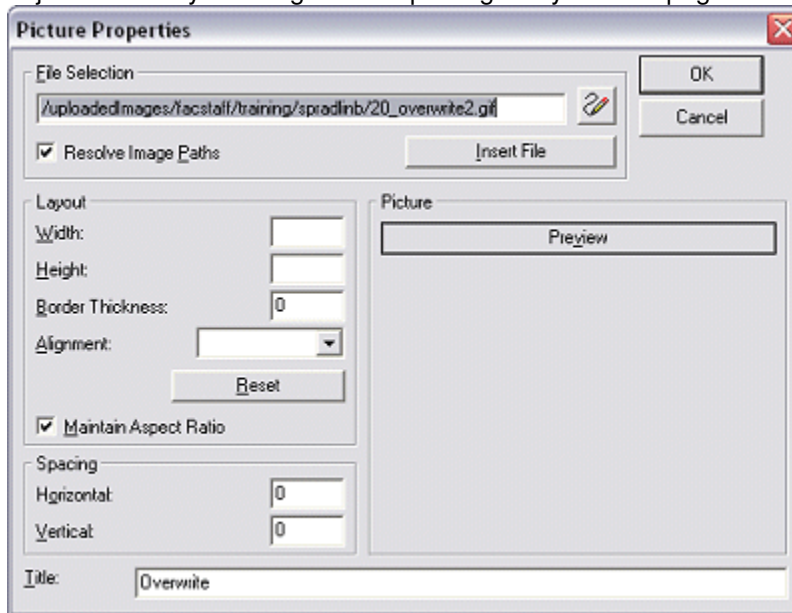 Picture Properties
File Selection
/uploadedImages/facstaff/training/spradlinb/20_overwrite2.gif
Resolve Image Paths
Insert File
OK
Cancel
Layout
Width:
Height:
Border Thickness: 0
Alignment:
Reset
Maintain Aspect Ratio
Picture
Preview
Spacing
Horizontal: 0
Vertical: 0
Title: Overwrite